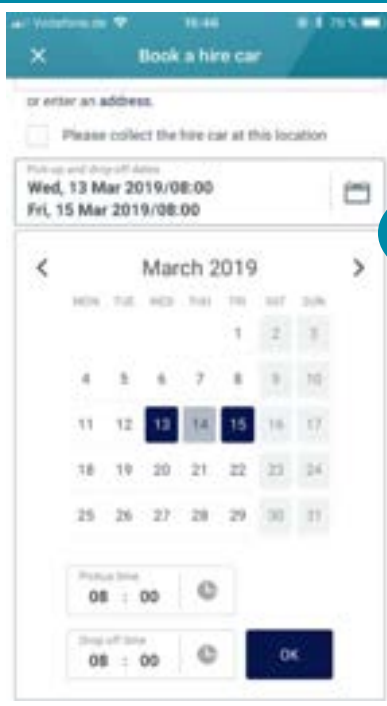 Vodafone.de 16:46 75 %
Book a hire car
or enter an address.
Please collect the hire car at this location
Pick-up and drop-off dates
Wed, 13 Mar 2019/08:00
Fri, 15 Mar 2019/08:00
March 2019
MON TUE WED THU FRI SAT SUN
1 2 3
4 5 6 7 8 9 10
11 12 13 14 15 16 17
18 19 20 21 22 23 24
25 26 27 28 29 30 31
Pickup time
08 : 00
Drop off time
08 : 00
OK